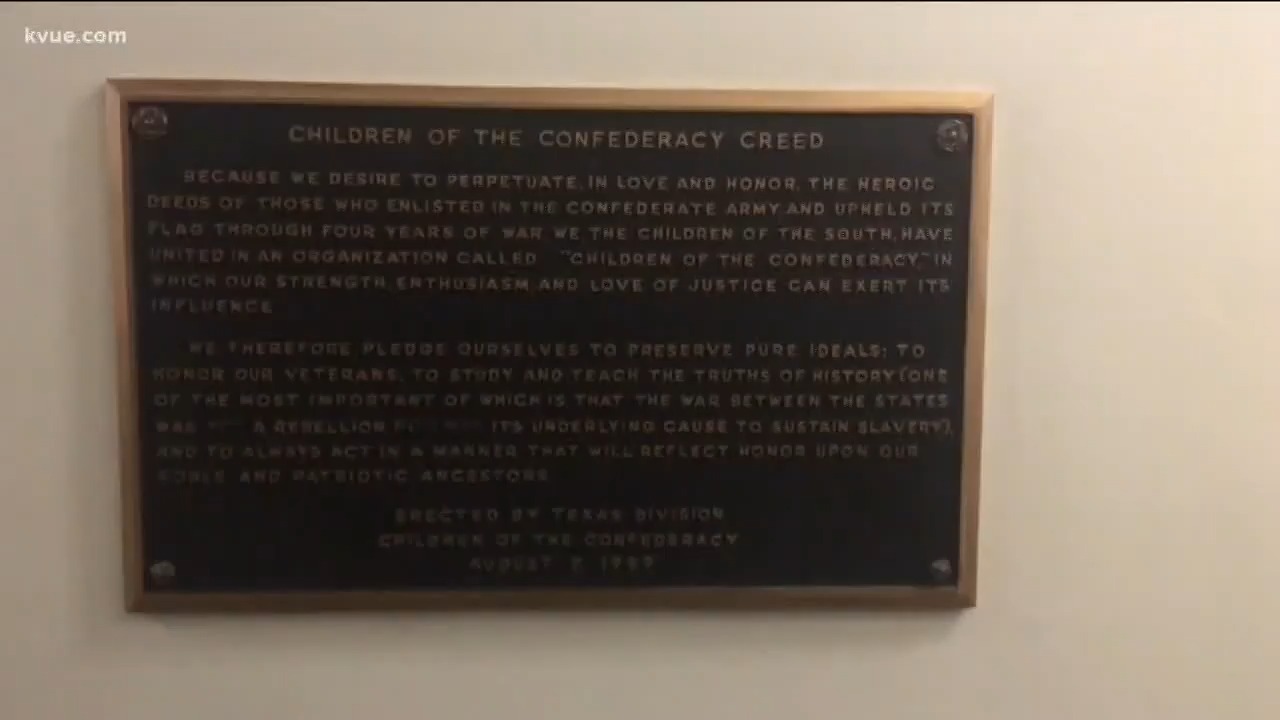 kvue.com
CHILDREN OF THE CONFEDERACY CREED
BECAUSE WE DESIRE TO PERPETUATE, IN LOVE AND HONOR, THE HEROIC
DEEDS OF THOSE WHO ENLISTED IN THE CONFEDERATE ARMY, AND UPHELD ITS
FLAG THROUGH FOUR YEARS OF WAR, WE THE CHILDREN OF THE SOUTH, HAVE
UNITED IN AN ORGANIZATION CALLED "CHILDREN OF THE CONFEDERACY," IN
WHICH OUR STRENGTH, ENTHUSIASM, AND LOVE OF JUSTICE CAN EXERT ITS
INFLUENCE.
WE THEREFORE PLEDGE OURSELVES TO PRESERVE PURE IDEALS; TO
HONOR OUR VETERANS; TO STUDY AND TEACH THE TRUTHS OF HISTORY (ONE
OF THE MOST IMPORTANT OF WHICH IS THAT THE WAR BETWEEN THE STATES
WAS A REBELLION ITS UNDERLYING CAUSE TO SUSTAIN SLAVERY),
AND TO ALWAYS ACT IN A MANNER THAT WILL REFLECT HONOR UPON OUR
NOBLE AND PATRIOTIC ANCESTORS.
ERECTED BY TEXAS DIVISION
CHILDREN OF THE CONFEDERACY
AUGUST 7, 1959